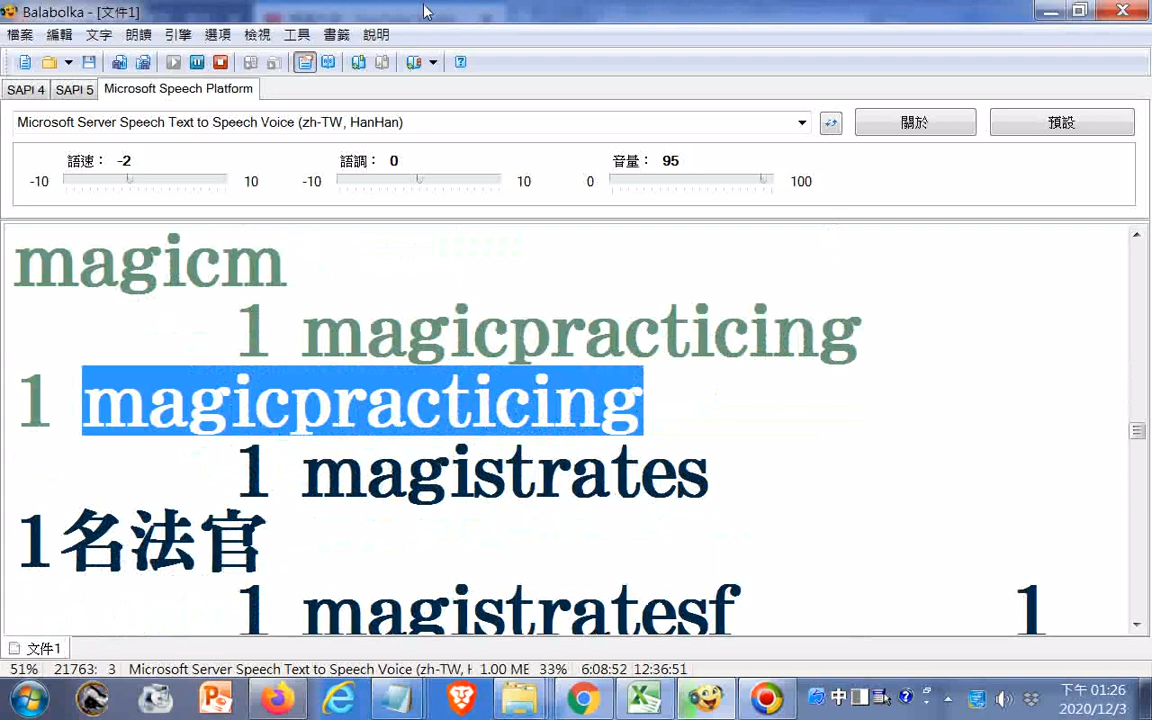 Balabolka - [文件1]
檔案 編輯 文字 朗讀 引擎 選項 檢視 工具 書籤 說明
SAPI 4 SAPI 5 Microsoft Speech Platform
Microsoft Server Speech Text to Speech Voice (zh-TW, HanHan) 關於 預設
語速： -2 語調： 0 音量： 95
-10 10 -10 10 0 100
magicm
1 magicpracticing
1 magicpracticing
1 magistrates
1名法官
1 magistratesf 1
文件1
51% 21763: 3 Microsoft Server Speech Text to Speech Voice (zh-TW, H 1.00 ME 33% 6:08:52 12:36:51
中 下午 01:26
2020/12/3